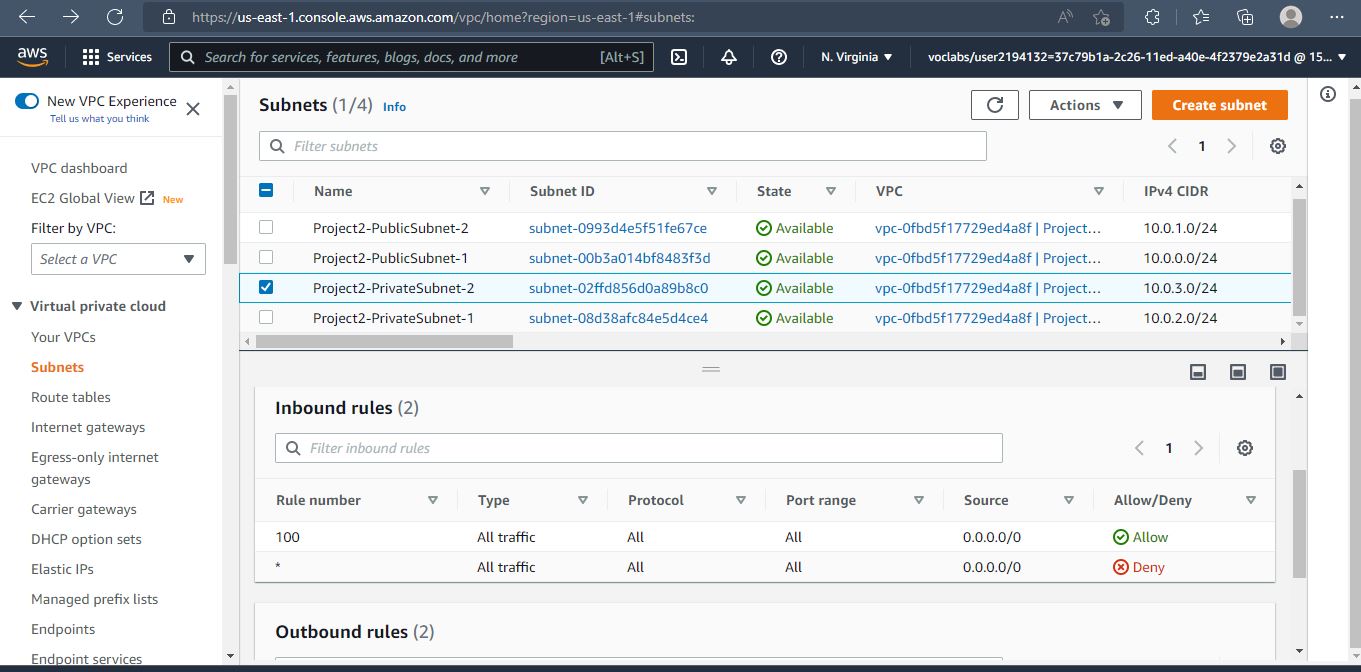 https://us-east-1.console.aws.amazon.com/vpc/home?region=us-east-1#subnets:
aws
Services
Search for services, features, blogs, docs, and more [Alt+S]
N. Virginia
voclabs/user2194132=37c79b1a-2c26-11ed-a40e-4f2379e2a31d @ 15...
New VPC Experience
Tell us what you think
VPC dashboard
EC2 Global View New
Filter by VPC:
Select a VPC
Virtual private cloud
Your VPCs
Subnets
Route tables
Internet gateways
Egress-only internet
gateways
Carrier gateways
DHCP option sets
Elastic IPs
Managed prefix lists
Endpoints
Endpoint services
Subnets (1/4) Info
Actions
Create subnet
Filter subnets
1
Name Subnet ID State VPC IPv4 CIDR
Project2-PublicSubnet-2 subnet-0993d4e5f51fe67ce Available vpc-0fbd5f17729ed4a8f | Project... 10.0.1.0/24
Project2-PublicSubnet-1 subnet-00b3a014bf8483f3d Available vpc-0fbd5f17729ed4a8f | Project... 10.0.0.0/24
Project2-PrivateSubnet-2 subnet-02ffd856d0a89b8c0 Available vpc-0fbd5f17729ed4a8f | Project... 10.0.3.0/24
Project2-PrivateSubnet-1 subnet-08d38afc84e5d4ce4 Available vpc-0fbd5f17729ed4a8f | Project... 10.0.2.0/24
Inbound rules (2)
Filter inbound rules
1
Rule number Type Protocol Port range Source Allow/Deny
100 All traffic All All 0.0.0.0/0 Allow
* All traffic All All 0.0.0.0/0 Deny
Outbound rules (2)